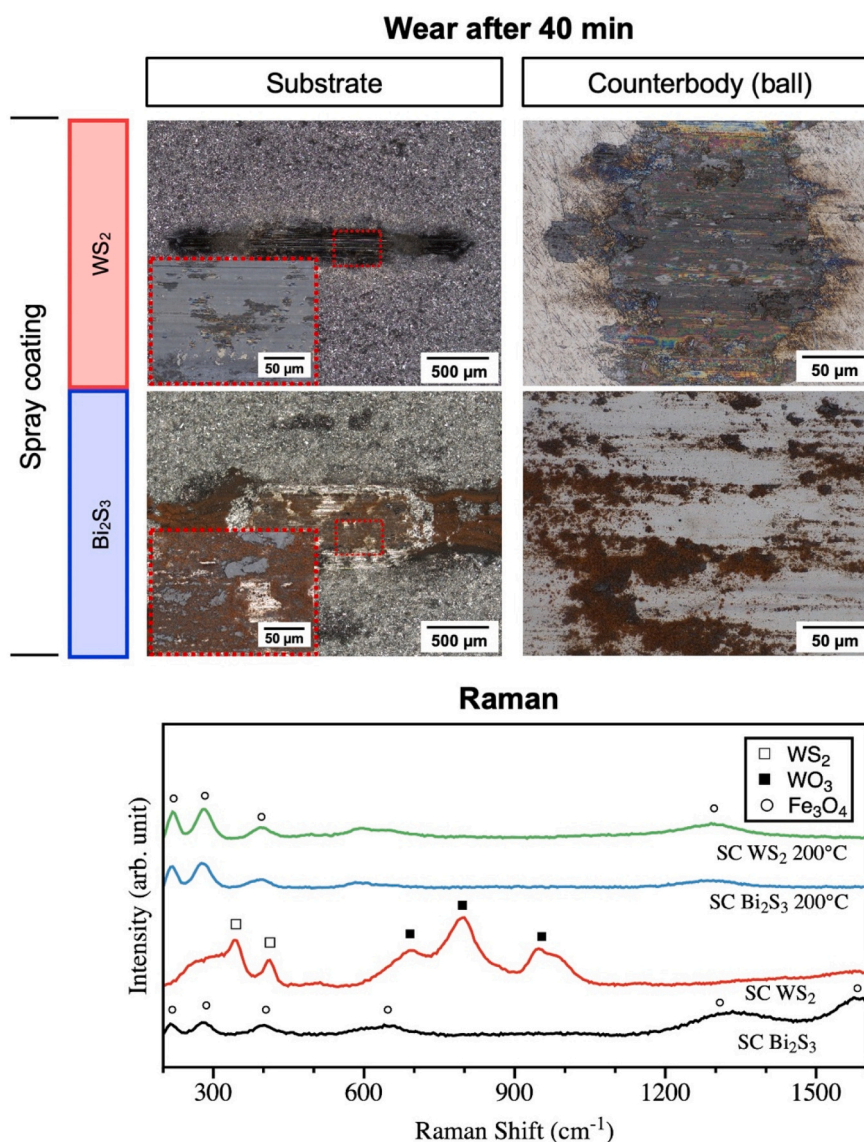 Wear after 40 min
Substrate
Counterbody (ball)
Spray coating
WS₂
50 µm
500 µm
50 µm
Bi₂S₃
50 µm
500 µm
50 µm
Raman
Intensity (arb. unit)
□ WS₂
■ WO₃
○ Fe₃O₄
SC WS₂ 200°C
SC Bi₂S₃ 200°C
SC WS₂
SC Bi₂S₃
300 600 900 1200 1500
Raman Shift (cm⁻¹)